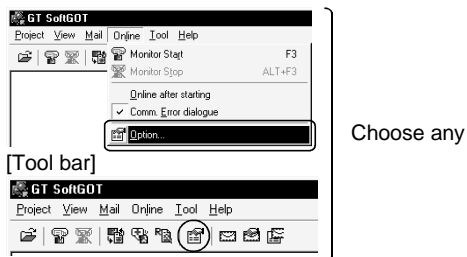 GT SoftGOT
Project View Mail Online Tool Help
Monitor Start F3
Monitor Stop ALT+F3
Online after starting
Comm. Error dialogue
Option...
Choose any
[Tool bar]
GT SoftGOT
Project View Mail Online Tool Help